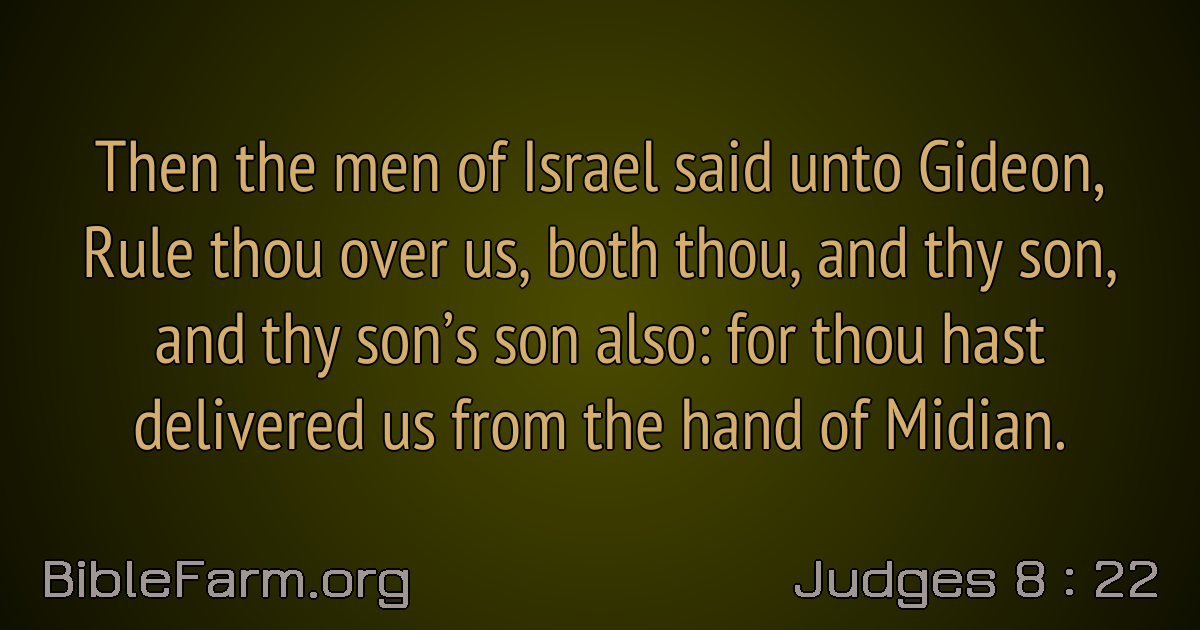 Then the men of Israel said unto Gideon,
Rule thou over us, both thou, and thy son,
and thy son’s son also: for thou hast
delivered us from the hand of Midian.
BibleFarm.org
Judges 8 : 22